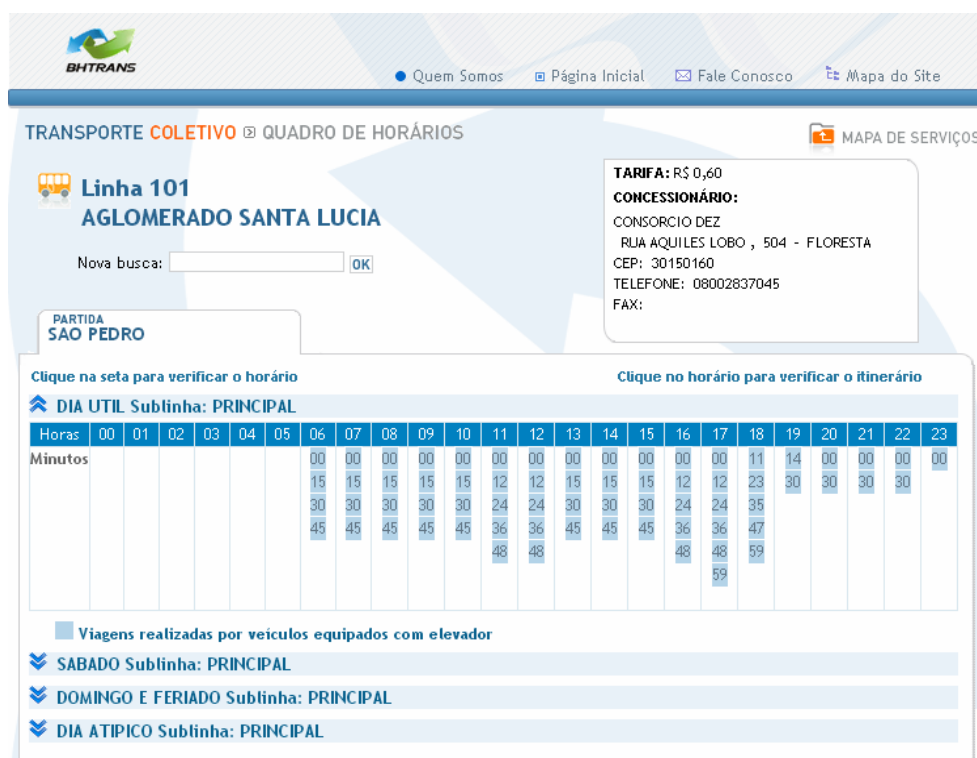 BHTRANS
Quem Somos Página Inicial Fale Conosco Mapa do Site
TRANSPORTE COLETIVO QUADRO DE HORÁRIOS
MAPA DE SERVIÇOS
Linha 101
AGLOMERADO SANTA LUCIA
Nova busca: OK
TARIFA: R$ 0,60
CONCESSIONÁRIO:
CONSORCIO DEZ
RUA AQUILES LOBO , 504 - FLORESTA
CEP: 30150160
TELEFONE: 08002837045
FAX:
PARTIDA
SAO PEDRO
Clique na seta para verificar o horário Clique no horário para verificar o itinerário
DIA UTIL Sublinha: PRINCIPAL
Horas 00 01 02 03 04 05 06 07 08 09 10 11 12 13 14 15 16 17 18 19 20 21 22 23
Minutos 00 00 00 00 00 00 00 00 00 00 00 00 11 14 00 00 00 00
15 15 15 15 15 12 12 15 15 15 12 12 23 30 30 30 30
30 30 30 30 30 24 24 30 30 30 24 24 35
45 45 45 45 45 36 36 45 45 45 36 36 47
48 48 48 48 59
59
Viagens realizadas por veículos equipados com elevador
SABADO Sublinha: PRINCIPAL
DOMINGO E FERIADO Sublinha: PRINCIPAL
DIA ATIPICO Sublinha: PRINCIPAL